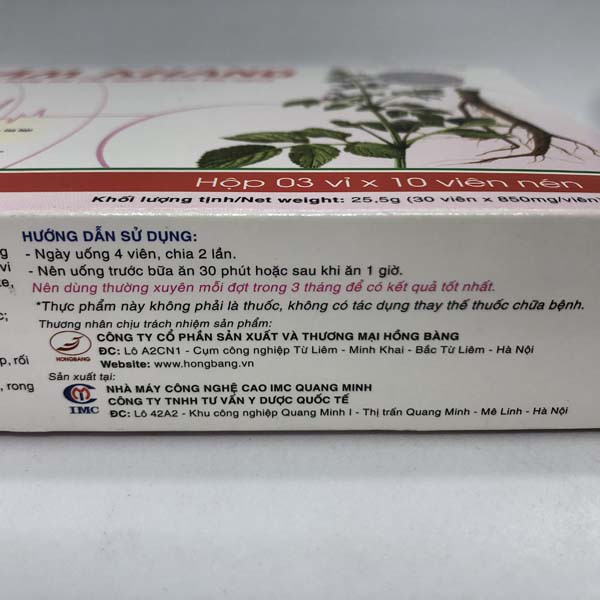 KHANG
Hà Nội
Hộp 03 vỉ x 10 viên nén
Khối lượng tịnh/Net weight: 25.5g (30 viên x 850mg/viên)
HƯỚNG DẪN SỬ DỤNG:
- Ngày uống 4 viên, chia 2 lần.
- Nên uống trước bữa ăn 30 phút hoặc sau khi ăn 1 giờ.
Nên dùng thường xuyên mỗi đợt trong 3 tháng để có kết quả tốt nhất.
*Thực phẩm này không phải là thuốc, không có tác dụng thay thế thuốc chữa bệnh.
Thương nhân chịu trách nhiệm sản phẩm:
HONGBANG
CÔNG TY CỔ PHẦN SẢN XUẤT VÀ THƯƠNG MẠI HỒNG BÀNG
ĐC: Lô A2CN1 - Cụm công nghiệp Từ Liêm - Minh Khai - Bắc Từ Liêm - Hà Nội
Website: www.hongbang.vn
Sản xuất tại:
IMC
NHÀ MÁY CÔNG NGHỆ CAO IMC QUANG MINH
CÔNG TY TNHH TƯ VẤN Y DƯỢC QUỐC TẾ
ĐC: Lô 42A2 - Khu công nghiệp Quang Minh I - Thị trấn Quang Minh - Mê Linh - Hà Nội
vi
rối
rong